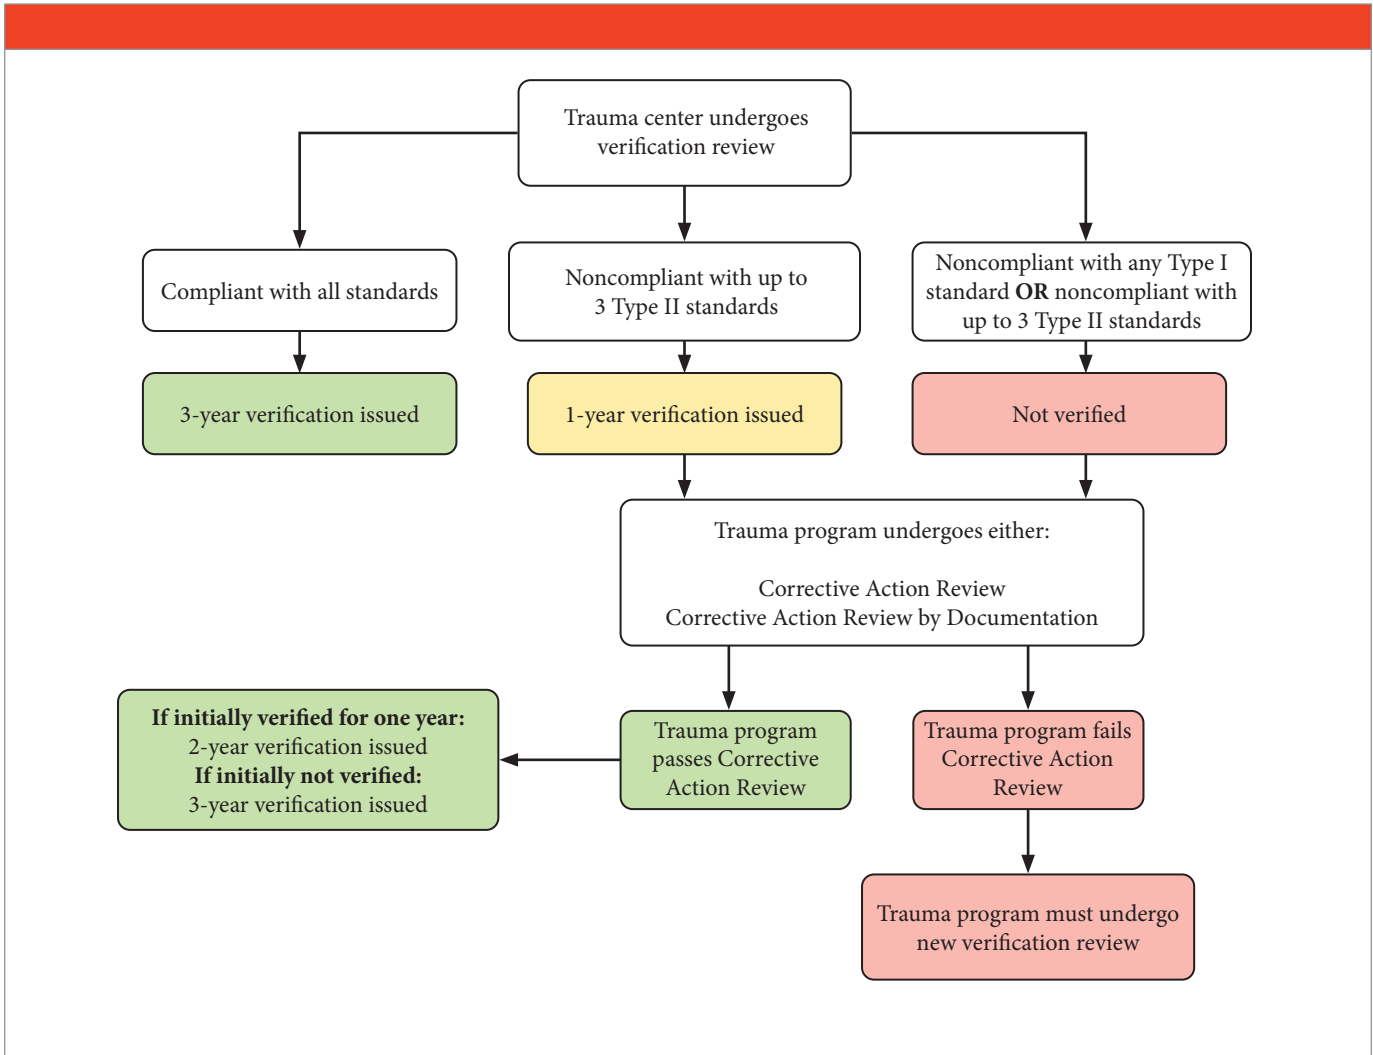 Trauma center undergoes
verification review
Compliant with all standards
Noncompliant with up to
3 Type II standards
Noncompliant with any Type I
standard OR noncompliant with
up to 3 Type II standards
3-year verification issued
1-year verification issued
Not verified
Trauma program undergoes either:
Corrective Action Review
Corrective Action Review by Documentation
If initially verified for one year:
2-year verification issued
If initially not verified:
3-year verification issued
Trauma program
passes Corrective
Action Review
Trauma program fails
Corrective Action
Review
Trauma program must undergo
new verification review